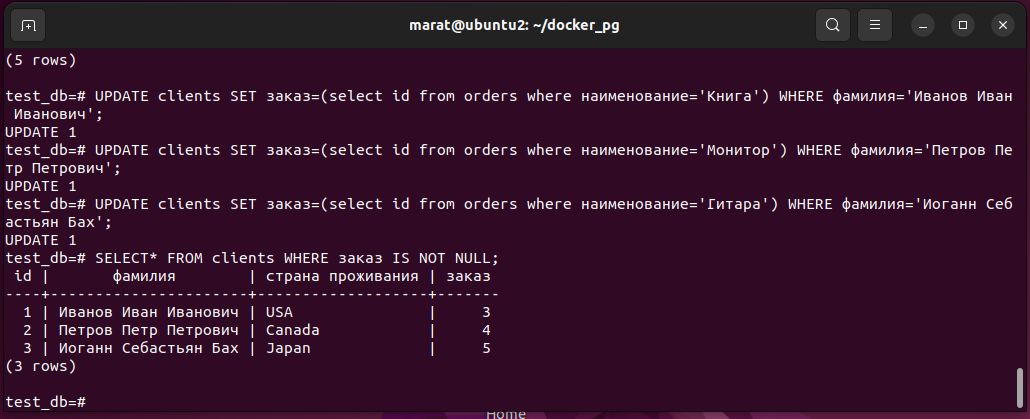 marat@ubuntu2: ~/docker_pg
(5 rows)
test_db=# UPDATE clients SET заказ=(select id from orders where наименование='Книга') WHERE фамилия='Иванов Иван
 Иванович';
UPDATE 1
test_db=# UPDATE clients SET заказ=(select id from orders where наименование='Монитор') WHERE фамилия='Петров Пе
тр Петрович';
UPDATE 1
test_db=# UPDATE clients SET заказ=(select id from orders where наименование='Гитара') WHERE фамилия='Иоганн Себ
астьян Бах';
UPDATE 1
test_db=# SELECT* FROM clients WHERE заказ IS NOT NULL;
 id |       фамилия        | страна проживания | заказ
----+----------------------+-------------------+-------
  1 | Иванов Иван Иванович | USA               |     3
  2 | Петров Петр Петрович | Canada            |     4
  3 | Иоганн Себастьян Бах | Japan             |     5
(3 rows)
test_db=#
Home